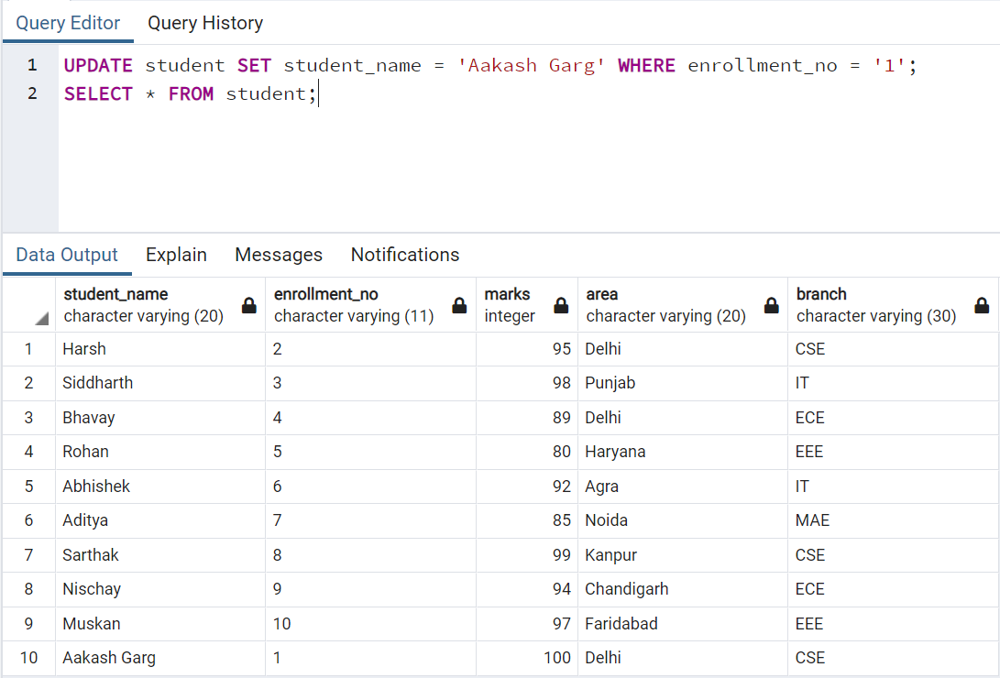 Query Editor Query History
1 UPDATE student SET student_name = 'Aakash Garg' WHERE enrollment_no = '1';
2 SELECT * FROM student;
Data Output Explain Messages Notifications
student_name enrollment_no marks area branch
character varying (20) character varying (11) integer character varying (20) character varying (30)
1 Harsh 2 95 Delhi CSE
2 Siddharth 3 98 Punjab IT
3 Bhavay 4 89 Delhi ECE
4 Rohan 5 80 Haryana EEE
5 Abhishek 6 92 Agra IT
6 Aditya 7 85 Noida MAE
7 Sarthak 8 99 Kanpur CSE
8 Nischay 9 94 Chandigarh ECE
9 Muskan 10 97 Faridabad EEE
10 Aakash Garg 1 100 Delhi CSE